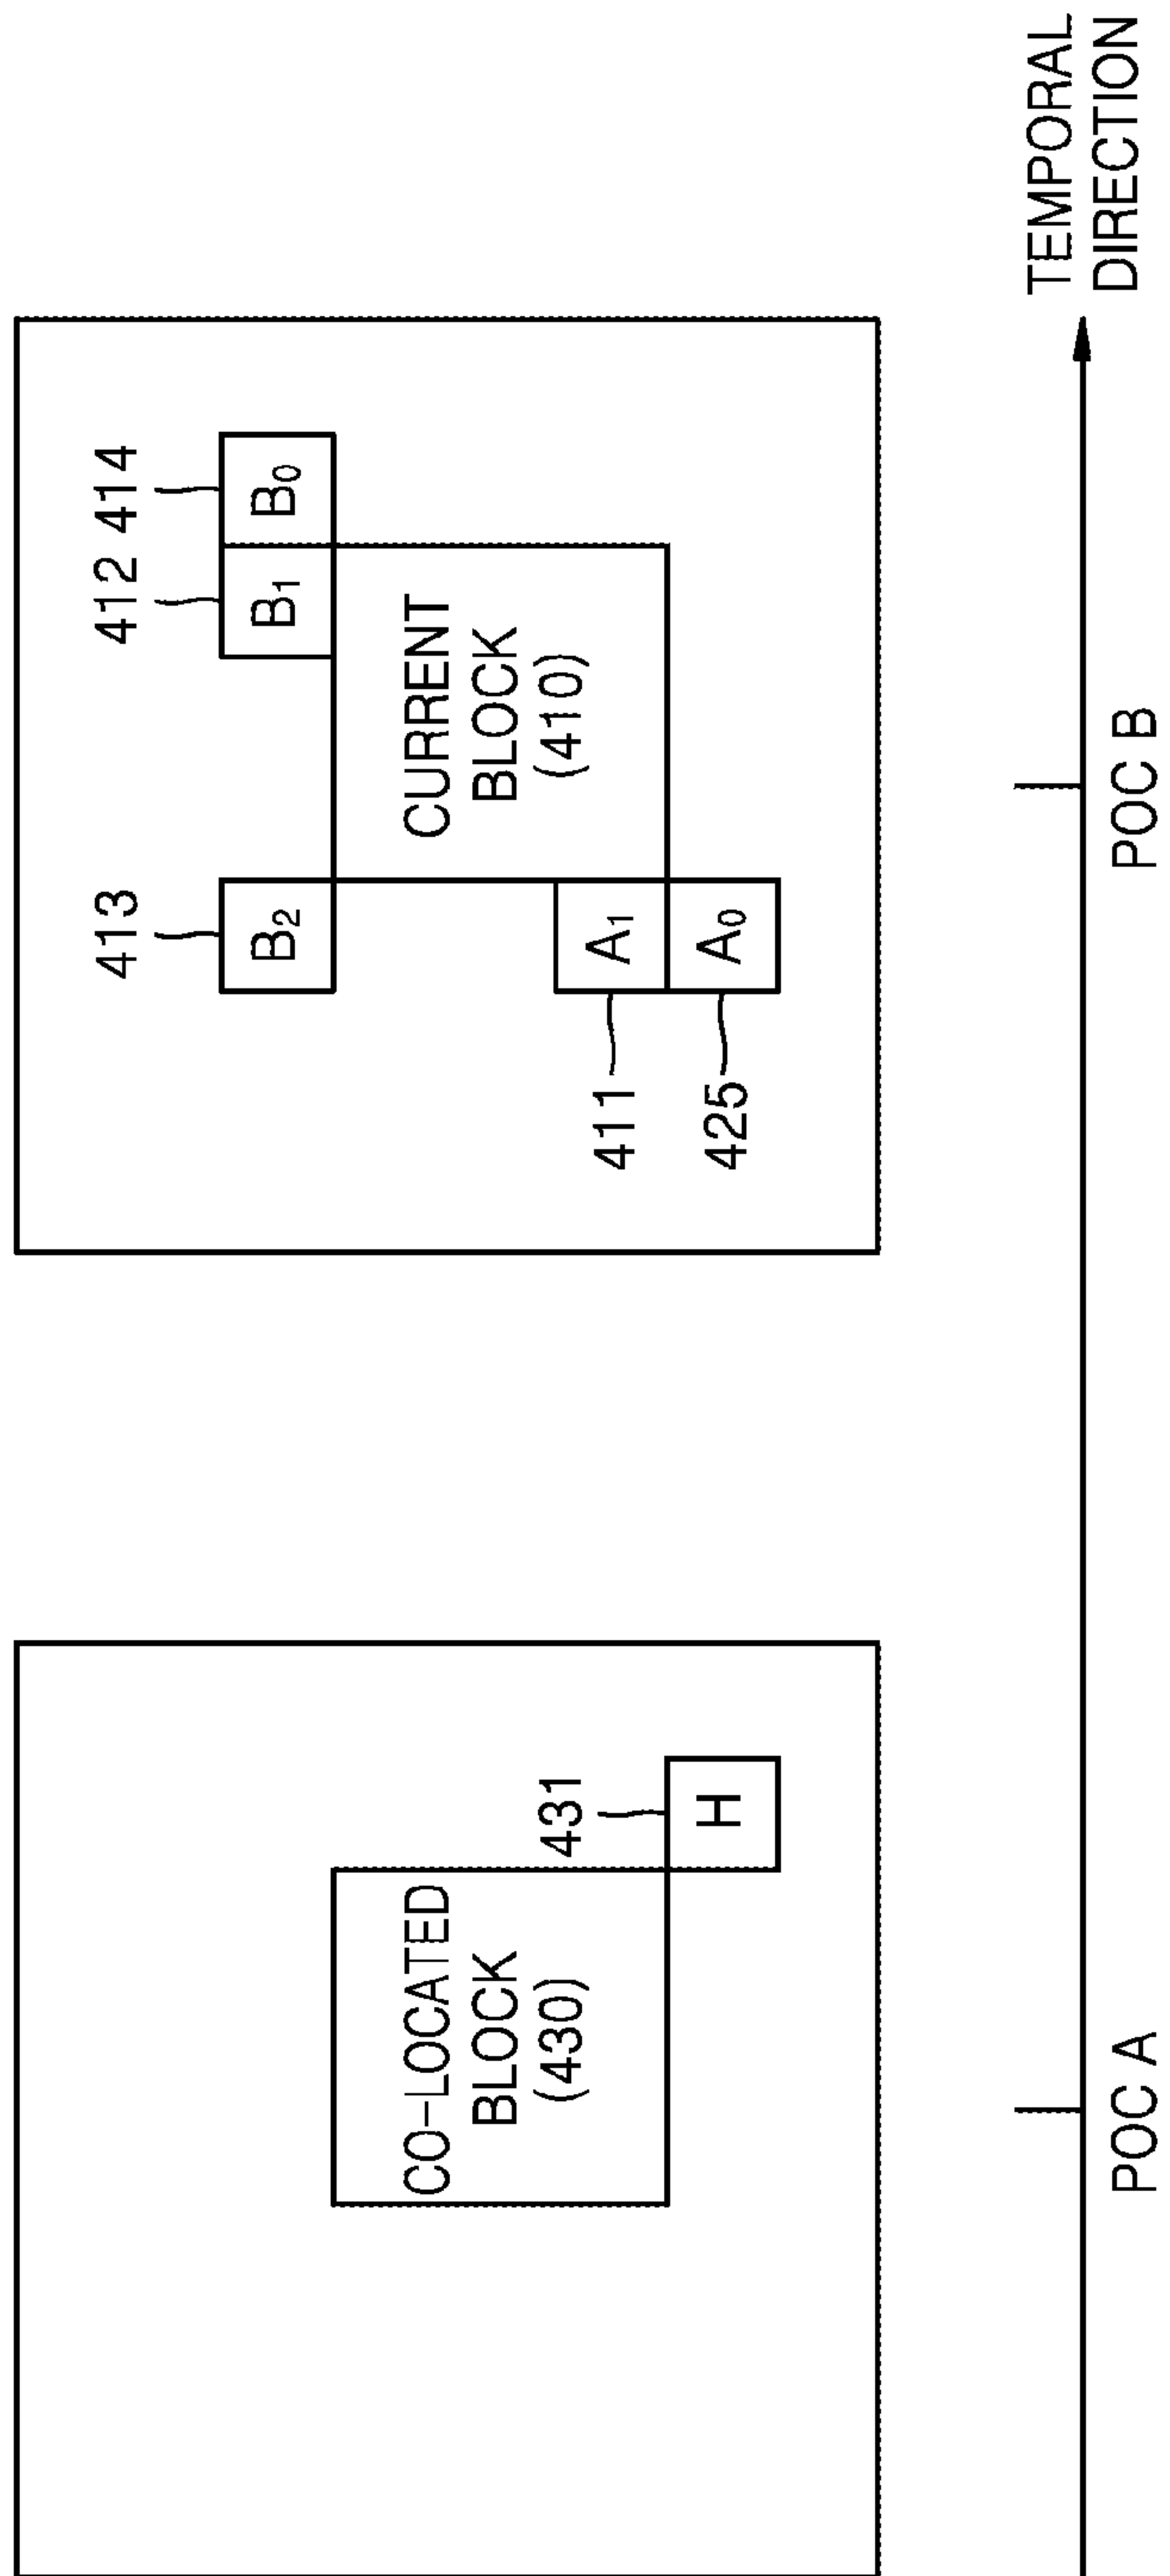 CO-LOCATED
BLOCK
(430)
431
H
413
412
414
B₂
B₁
B₀
CURRENT
BLOCK
(410)
411
A₁
425
A₀
POC A
POC B
TEMPORAL
DIRECTION